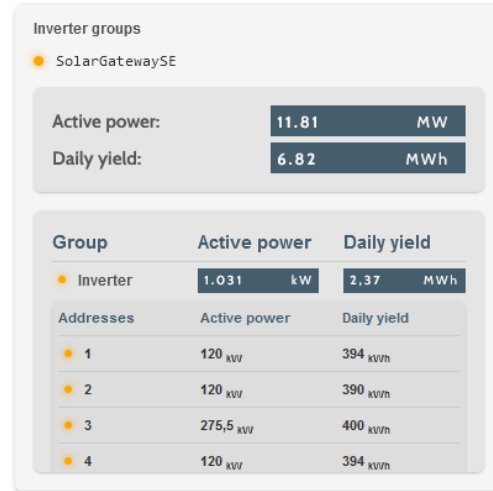 Inverter groups
SolarGatewaySE
Active power: 11.81 MW
Daily yield: 6.82 MWh
Group Active power Daily yield
Inverter 1.031 kW 2,37 MWh
Addresses Active power Daily yield
1 120 kW 394 kWh
2 120 kW 390 kWh
3 275,5 kW 400 kWh
4 120 kW 394 kWh